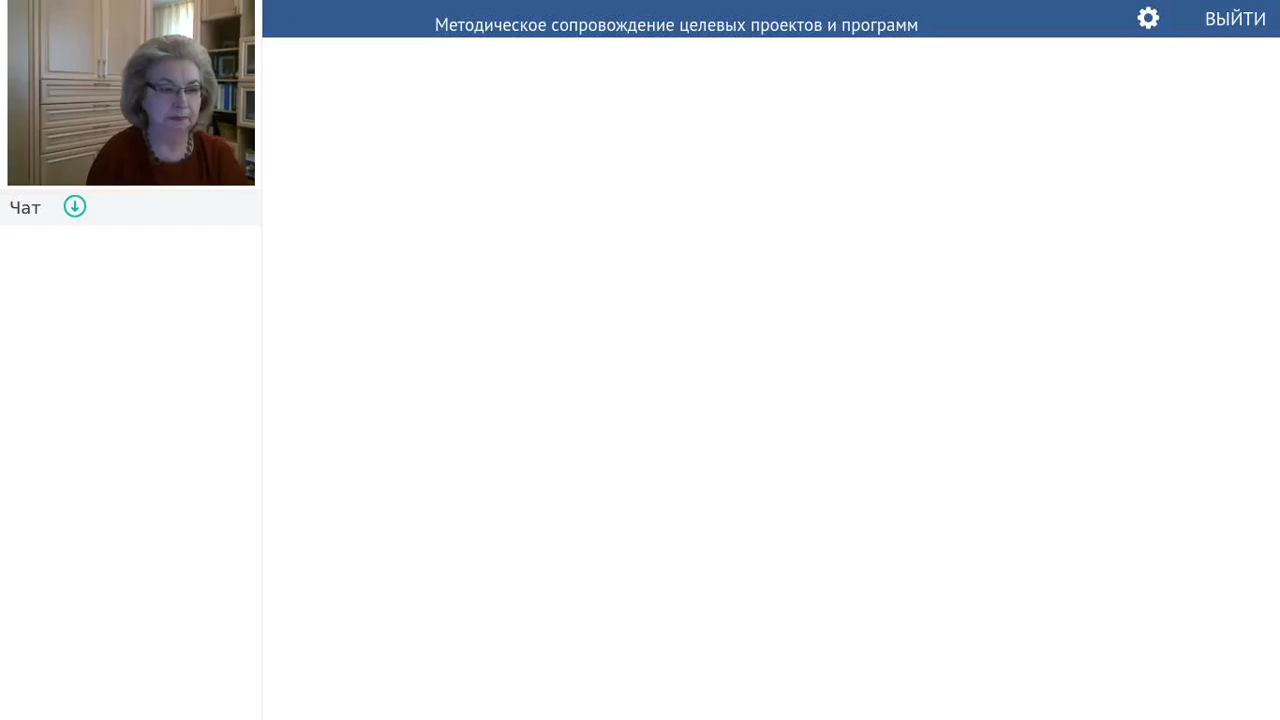 Методическое сопровождение целевых проектов и программ
ВЫЙТИ
Чат